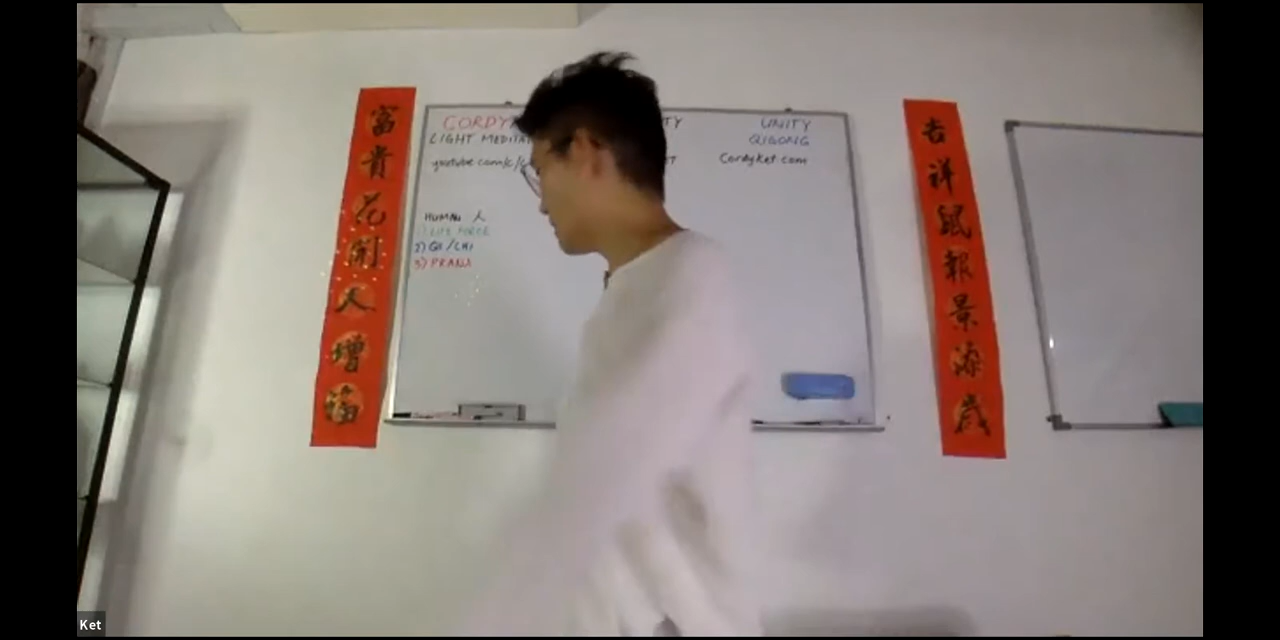 富貴花開人增福
CORDY
LIGHT MEDITA
youtube.com/c/c
TY
UNITY
QIGONG
CordyKet.com
HUMAN 人
1) LIFE FORCE
2) QI/CHI
3) PRANA
吉祥鼠報景添歲
Ket